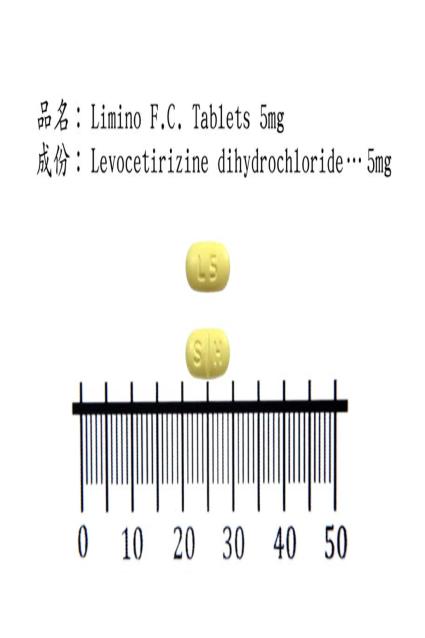 品名：Limino F.C. Tablets 5mg
成份：Levocetirizine dihydrochloride…5mg
L5
S W
0 10 20 30 40 50